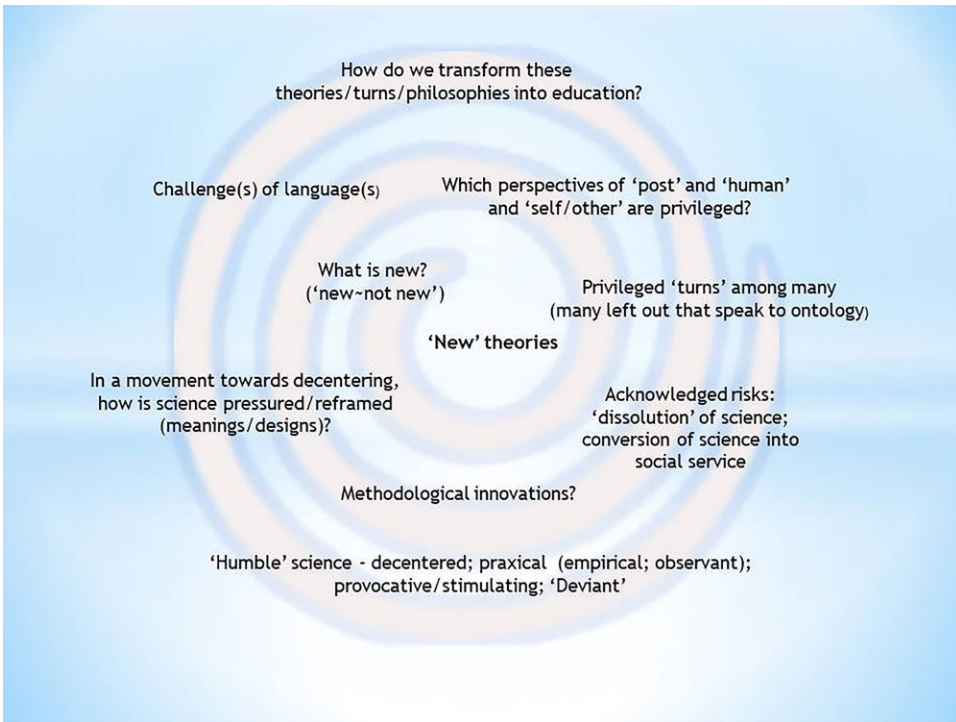 How do we transform these
theories/turns/philosophies into education?
Challenge(s) of language(s)
Which perspectives of ‘post’ and ‘human’
and ‘self/other’ are privileged?
What is new?
(‘new~not new’)
Privileged ‘turns’ among many
(many left out that speak to ontology)
‘New’ theories
In a movement towards decentering,
how is science pressured/reframed
(meanings/designs)?
Acknowledged risks:
‘dissolution’ of science;
conversion of science into
social service
Methodological innovations?
‘Humble’ science - decentered; praxical (empirical; observant);
provocative/stimulating; ‘Deviant’